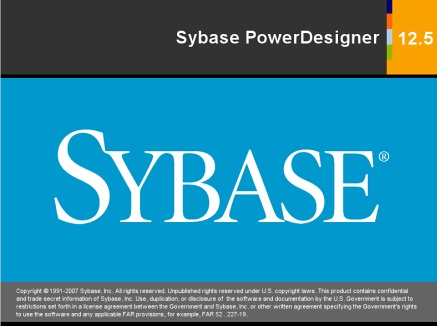 Sybase PowerDesigner 12.5
SYBASE®
Copyright © 1991-2007 Sybase, Inc. All rights reserved. Unpublished rights reserved under U.S. copyright laws. This product contains confidential
and trade secret information of Sybase, Inc. Use, duplication, or disclosure of the software and documentation by the U.S. Government is subject to
restrictions set forth in a license agreement between the Government and Sybase, Inc. or other written agreement specifying the Government's rights
to use the software and any applicable FAR provisions, for example, FAR 52 . 227-19.